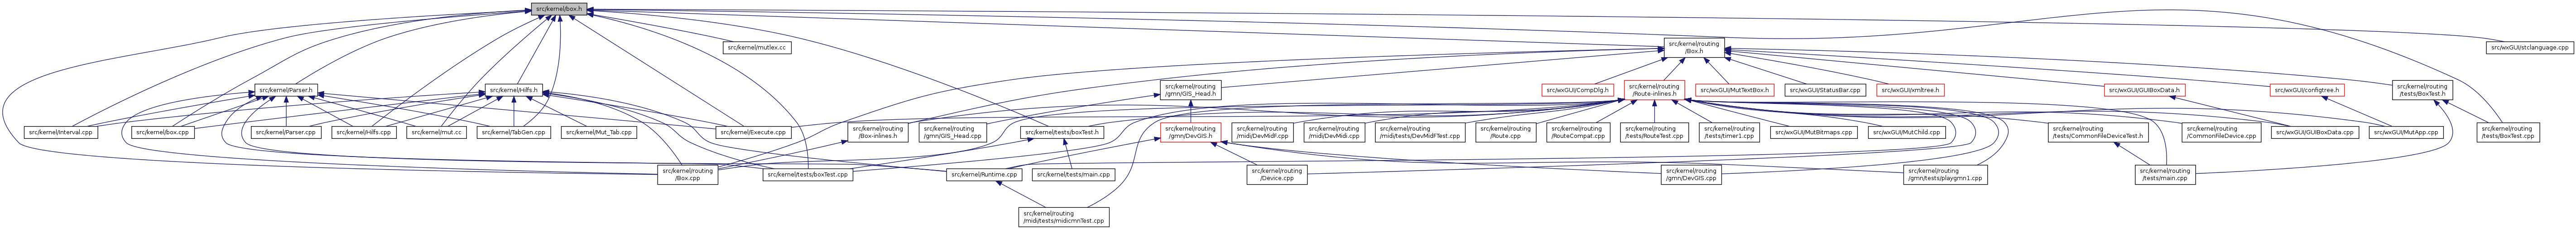 src/kernel/box.h
src/kernel/mutlex.cc
src/kernel/routing
/Box.h
src/wxGUI/stclanguage.cpp
src/kernel/Parser.h
src/kernel/Hilfs.h
src/kernel/routing
/gmn/GIS_Head.h
src/wxGUI/CompDlg.h
src/kernel/routing
/Route-inlines.h
src/wxGUI/MutTextBox.h
src/wxGUI/StatusBar.cpp
src/wxGUI/xmltree.h
src/wxGUI/GUIBoxData.h
src/wxGUI/configtree.h
src/kernel/routing
/tests/BoxTest.h
src/kernel/Interval.cpp
src/kernel/box.cpp
src/kernel/Parser.cpp
src/kernel/Hilfs.cpp
src/kernel/mut.cc
src/kernel/TabGen.cpp
src/kernel/Mut_Tab.cpp
src/kernel/Execute.cpp
src/kernel/routing
/Box-inlines.h
src/kernel/routing
/gmn/GIS_Head.cpp
src/kernel/tests/boxTest.h
src/kernel/routing
/gmn/DevGIS.h
src/kernel/routing
/midi/DevMidF.cpp
src/kernel/routing
/midi/DevMidi.cpp
src/kernel/routing
/midi/tests/DevMidFTest.cpp
src/kernel/routing
/Route.cpp
src/kernel/routing
/RouteCompat.cpp
src/kernel/routing
/tests/RouteTest.cpp
src/kernel/routing
/tests/timer1.cpp
src/wxGUI/MutBitmaps.cpp
src/wxGUI/MutChild.cpp
src/kernel/routing
/tests/CommonFileDeviceTest.h
src/kernel/routing
/CommonFileDevice.cpp
src/wxGUI/GUIBoxData.cpp
src/wxGUI/MutApp.cpp
src/kernel/routing
/tests/BoxTest.cpp
src/kernel/routing
/Box.cpp
src/kernel/tests/boxTest.cpp
src/kernel/Runtime.cpp
src/kernel/tests/main.cpp
src/kernel/routing
/Device.cpp
src/kernel/routing
/gmn/DevGIS.cpp
src/kernel/routing
/gmn/tests/playgmn1.cpp
src/kernel/routing
/tests/main.cpp
src/kernel/routing
/midi/tests/midicmnTest.cpp